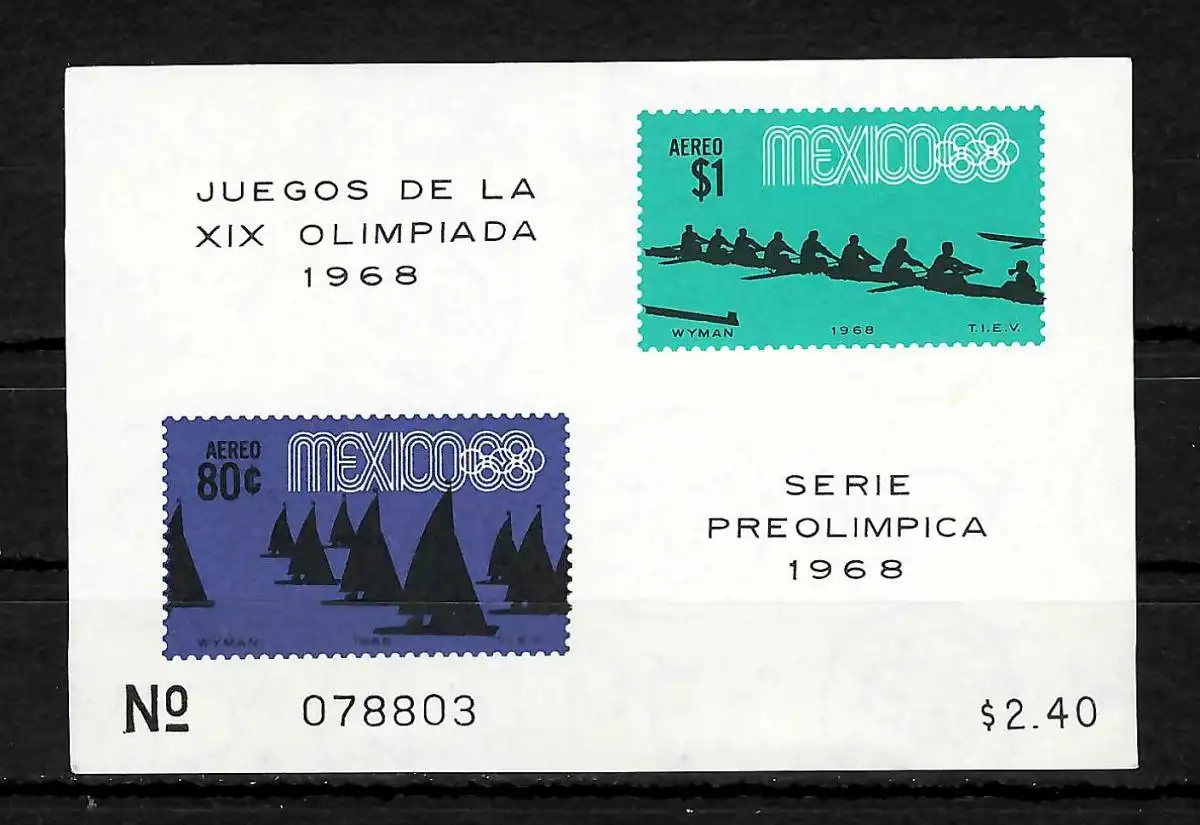 JUEGOS DE LA
XIX OLIMPIADA
1968
AEREO
$1
MEXICO68
WYMAN 1968 T.I.E.V.
AEREO
80¢
MEXICO68
WYMAN 1968 T.I.E.V.
SERIE
PREOLIMPICA
1968
Nº 078803
$2.40